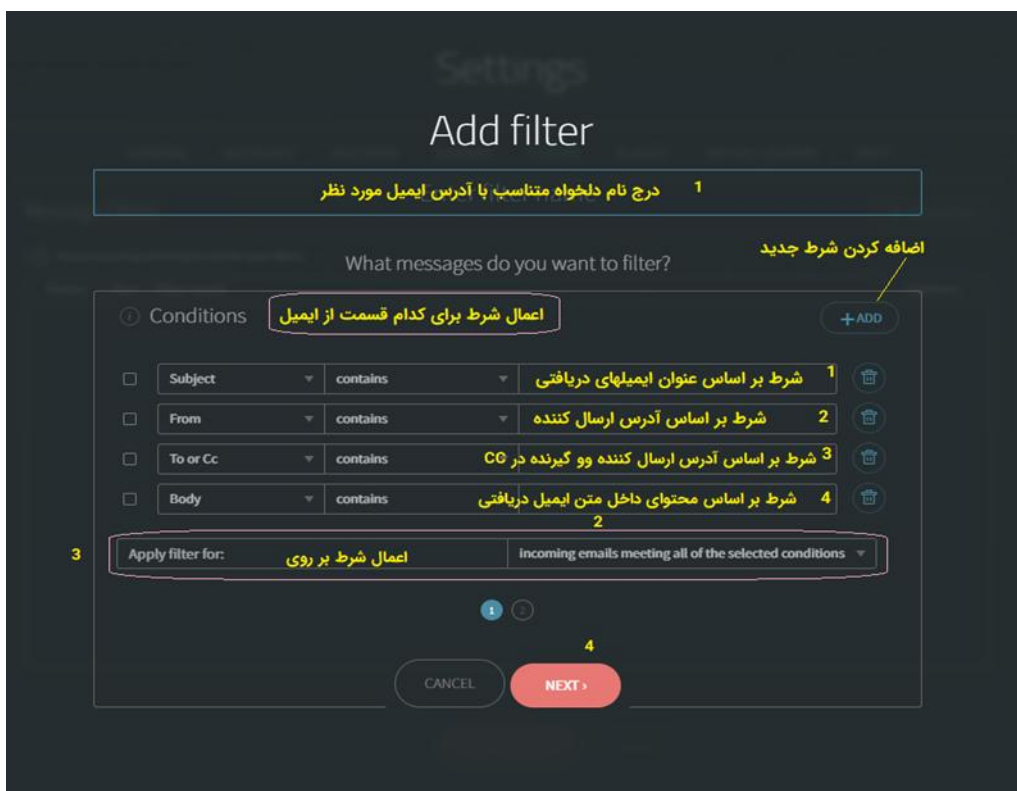 Settings
Add filter
درج نام دلخواه متناسب با آدرس ایمیل مورد نظر 1
اضافه کردن شرط جدید
What messages do you want to filter?
Conditions اعمال شرط برای کدام قسمت از ایمیل +ADD
Subject contains شرط بر اساس عنوان ایمیلهای دریافتی 1
From contains شرط بر اساس آدرس ارسال کننده 2
To or Cc contains شرط بر اساس آدرس ارسال کننده وو گیرنده در CC 3
Body contains شرط بر اساس محتوای داخل متن ایمیل دریافتی 4
2
3 Apply filter for: اعمال شرط بر روی incoming emails meeting all of the selected conditions
1 2
4
CANCEL NEXT ›